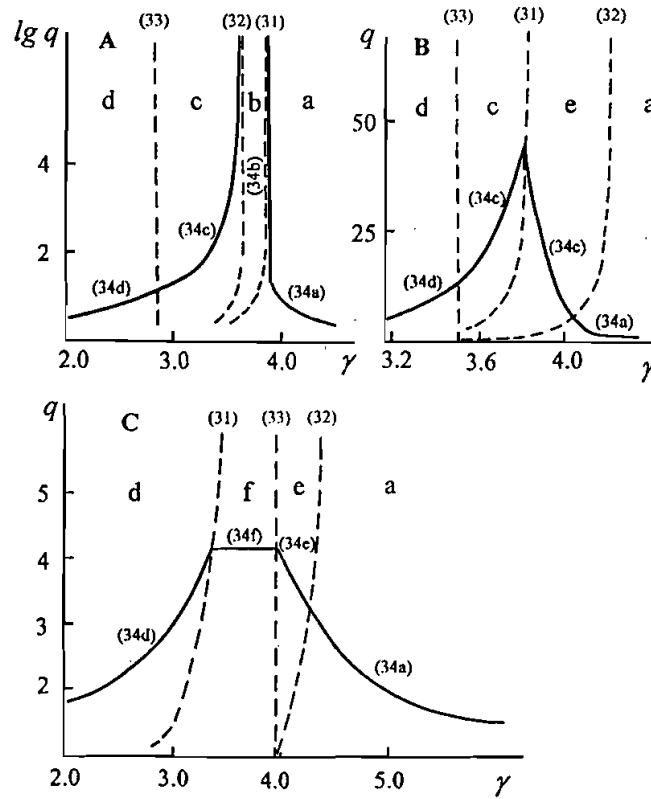 lg q A (33) (32) (31)
d c b a
4
2
(34d) (34c) (34b) (34a)
2.0 3.0 4.0 γ
q B (33) (31) (32)
d c e a
50
25
(34d) (34c) (34c) (34a)
3.2 3.6 4.0 γ
q C (31) (33) (32)
5 d f e a
4 (34f) (34e)
3 (34d) (34a)
2
2.0 3.0 4.0 5.0 γ